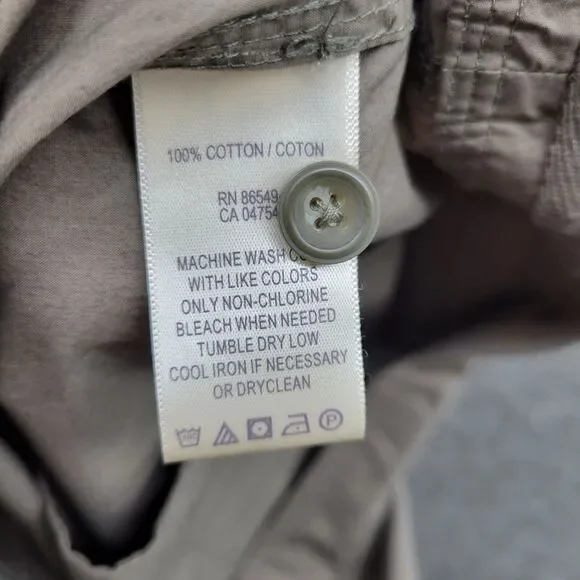 100% COTTON / COTON
RN 86549
CA 04754
MACHINE WASH
WITH LIKE COLORS
ONLY NON-CHLORINE
BLEACH WHEN NEEDED
TUMBLE DRY LOW
COOL IRON IF NECESSARY
OR DRYCLEAN
P